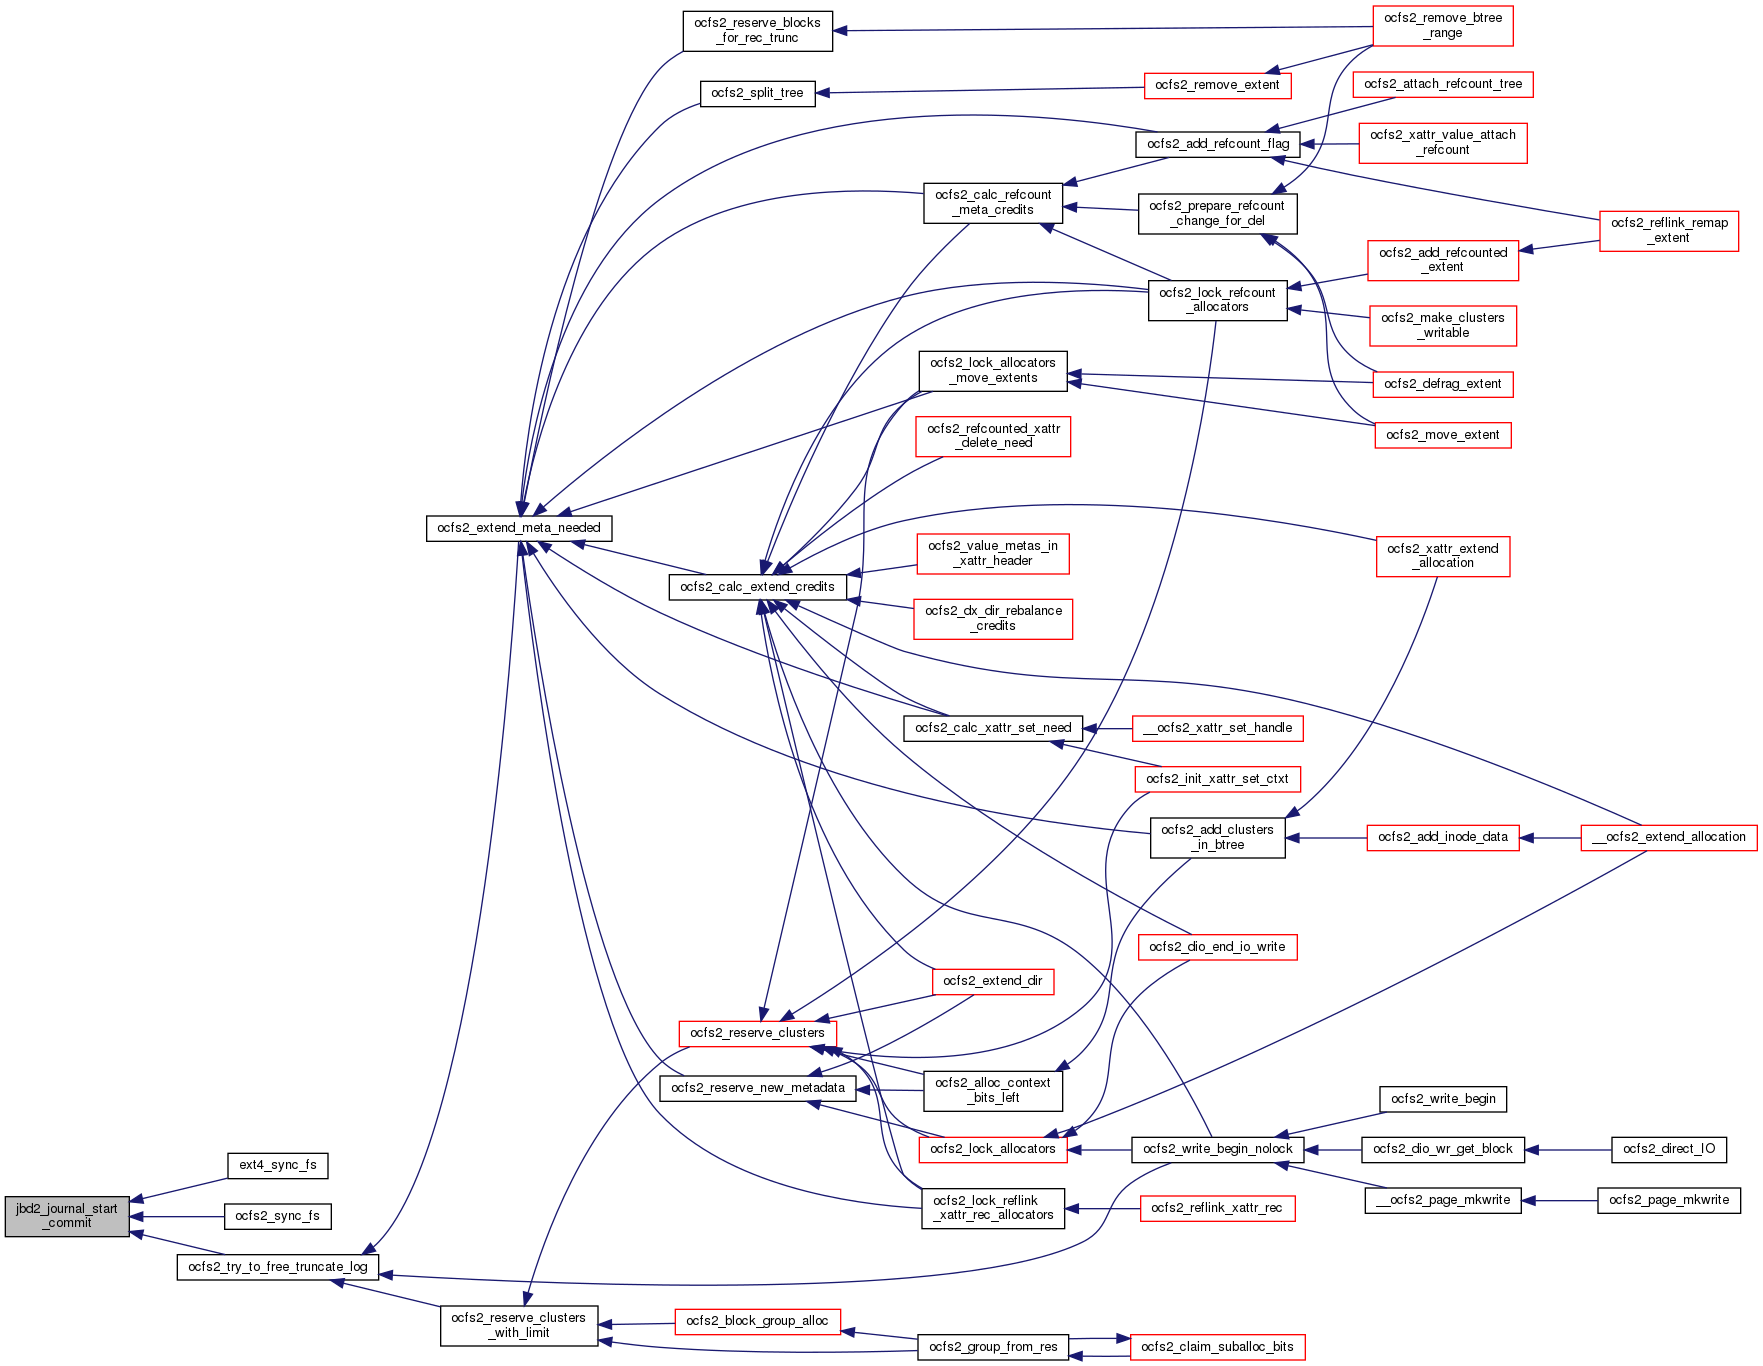 ocfs2_reserve_blocks
_for_rec_trunc
ocfs2_remove_btree
_range
ocfs2_split_tree
ocfs2_remove_extent
ocfs2_attach_refcount_tree
ocfs2_add_refcount_flag
ocfs2_xattr_value_attach
_refcount
ocfs2_calc_refcount
_meta_credits
ocfs2_prepare_refcount
_change_for_del
ocfs2_reflink_remap
_extent
ocfs2_add_refcounted
_extent
ocfs2_lock_refcount
_allocators
ocfs2_make_clusters
_writable
ocfs2_lock_allocators
_move_extents
ocfs2_defrag_extent
ocfs2_refcounted_xattr
_delete_need
ocfs2_move_extent
ocfs2_extend_meta_needed
ocfs2_value_metas_in
_xattr_header
ocfs2_xattr_extend
_allocation
ocfs2_calc_extend_credits
ocfs2_dx_dir_rebalance
_credits
ocfs2_calc_xattr_set_need
__ocfs2_xattr_set_handle
ocfs2_init_xattr_set_ctxt
ocfs2_add_clusters
_in_btree
ocfs2_add_inode_data
__ocfs2_extend_allocation
ocfs2_dio_end_io_write
ocfs2_extend_dir
ocfs2_reserve_clusters
ocfs2_reserve_new_metadata
ocfs2_alloc_context
_bits_left
ocfs2_write_begin
ocfs2_lock_allocators
ocfs2_write_begin_nolock
ocfs2_dio_wr_get_block
ocfs2_direct_IO
ext4_sync_fs
jbd2_journal_start
_commit
ocfs2_sync_fs
ocfs2_lock_reflink
_xattr_rec_allocators
ocfs2_reflink_xattr_rec
__ocfs2_page_mkwrite
ocfs2_page_mkwrite
ocfs2_try_to_free_truncate_log
ocfs2_reserve_clusters
_with_limit
ocfs2_block_group_alloc
ocfs2_group_from_res
ocfs2_claim_suballoc_bits